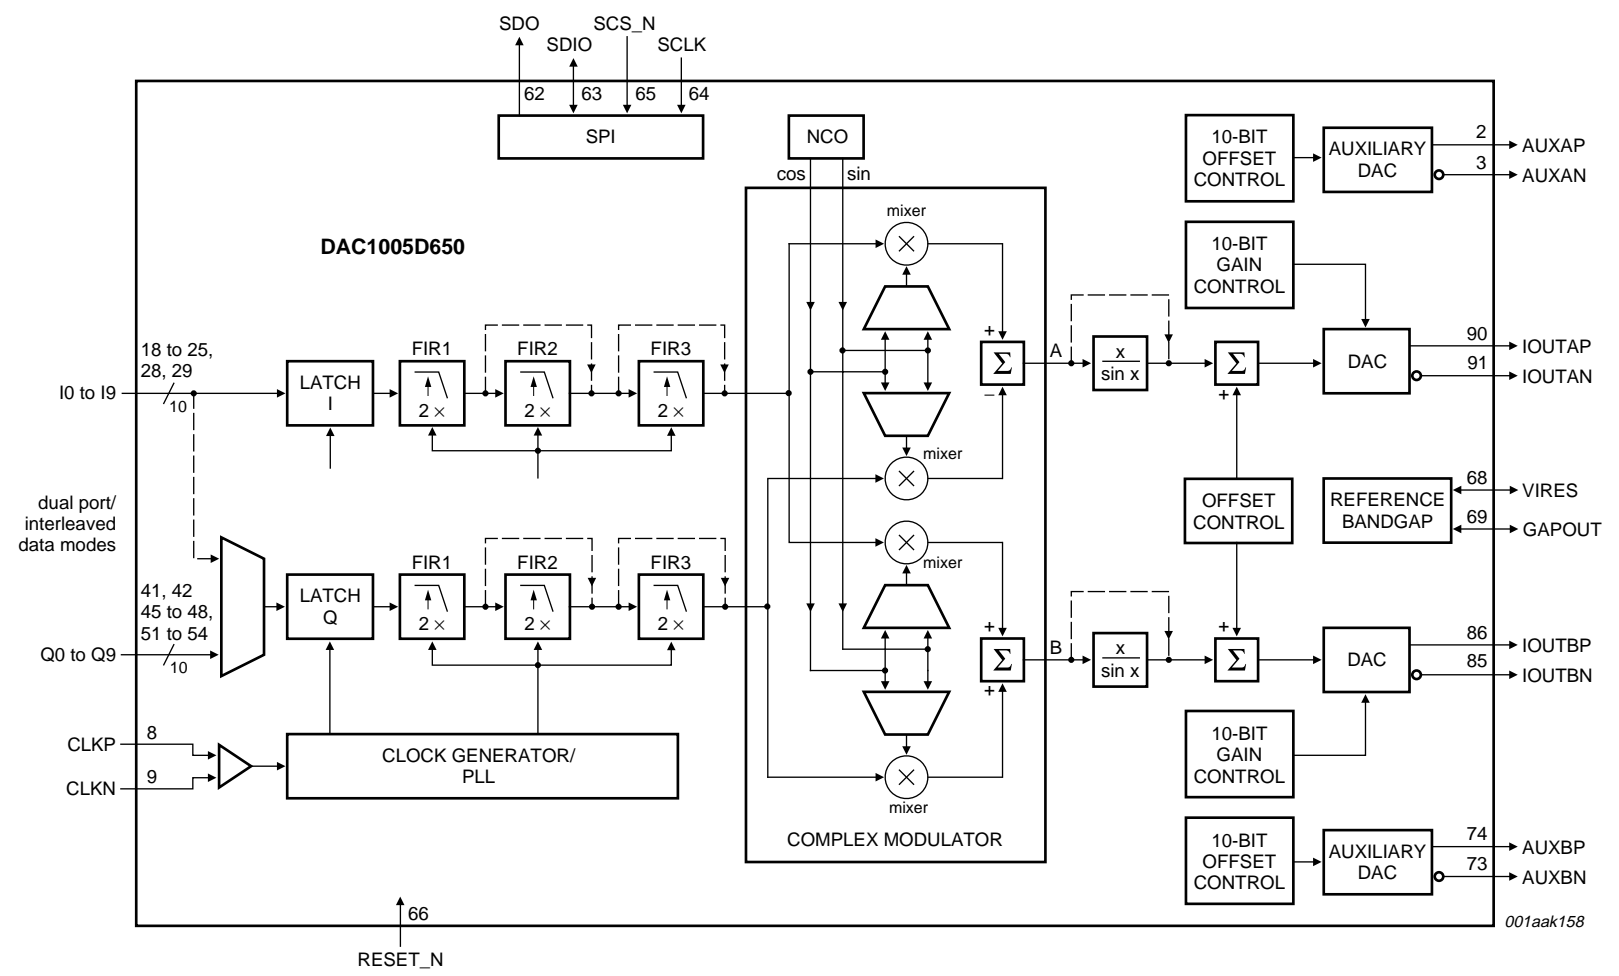 SDO
SDIO
SCS_N
SCLK
62
63
65
64
SPI
NCO
cos
sin
10-BIT
OFFSET
CONTROL
AUXILIARY
DAC
2
AUXAP
3
AUXAN
DAC1005D650
mixer
10-BIT
GAIN
CONTROL
18 to 25,
28, 29
I0 to I9
10
LATCH
I
FIR1
2 ×
FIR2
2 ×
FIR3
2 ×
+
Σ
−
A
x
sin x
Σ
+
DAC
90
IOUTAP
91
IOUTAN
mixer
dual port/
interleaved
data modes
OFFSET
CONTROL
REFERENCE
BANDGAP
68
VIRES
69
GAPOUT
mixer
41, 42
45 to 48,
51 to 54
Q0 to Q9
10
LATCH
Q
FIR1
2 ×
FIR2
2 ×
FIR3
2 ×
+
Σ
+
B
x
sin x
+
Σ
DAC
86
IOUTBP
85
IOUTBN
CLKP
8
CLKN
9
CLOCK GENERATOR/
PLL
mixer
10-BIT
GAIN
CONTROL
COMPLEX MODULATOR
10-BIT
OFFSET
CONTROL
AUXILIARY
DAC
74
AUXBP
73
AUXBN
66
RESET_N
001aak158